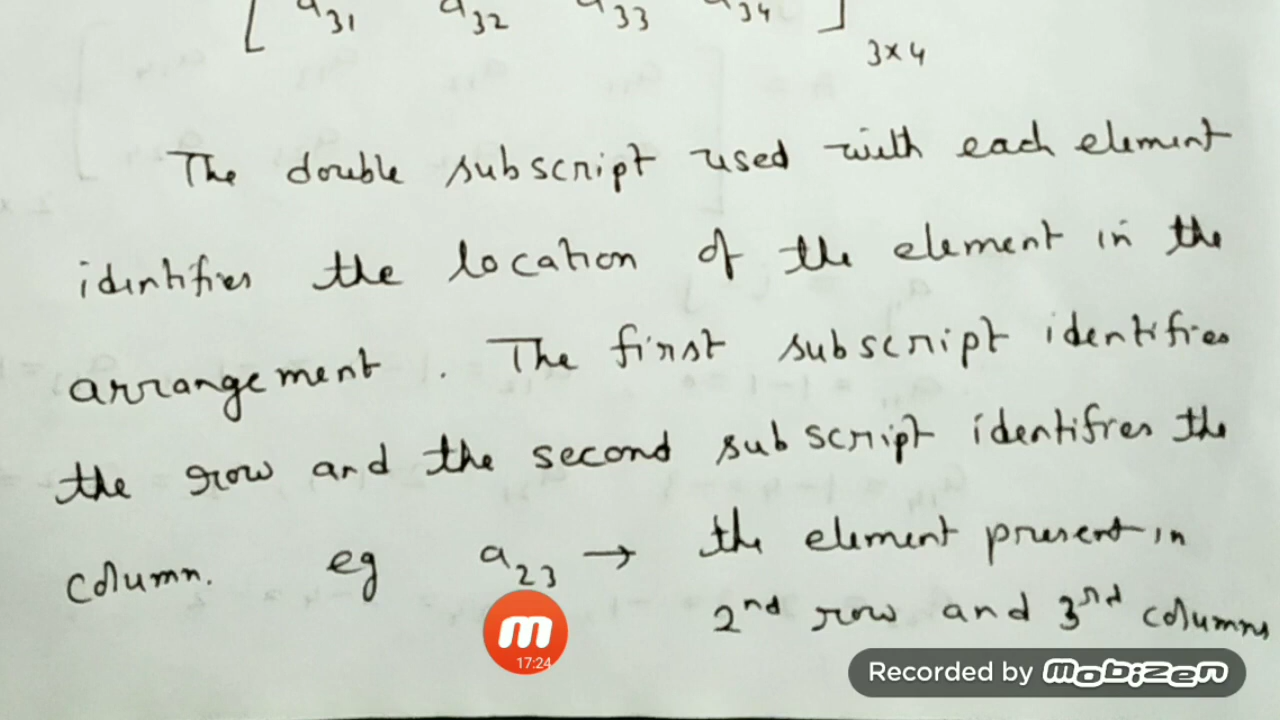 [ a31 a32 a33 a34 ] 3×4
The double subscript used with each element
identifies the location of the element in the
arrangement. The first subscript identifies
the row and the second subscript identifies the
column. eg a23 → the element present in
2nd row and 3rd columns
m
17:24
Recorded by mobizen